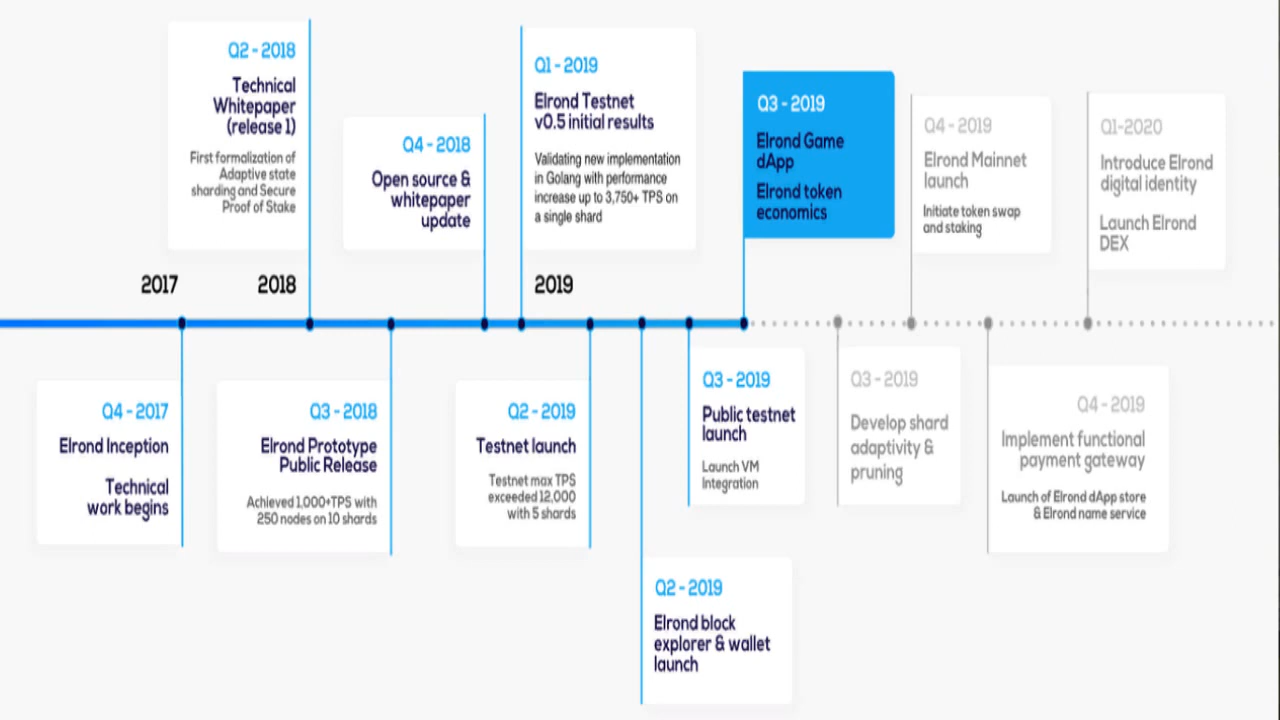 Q2 - 2018
Technical
Whitepaper
(release 1)
First formalization of
Adaptive state
sharding and Secure
Proof of Stake
Q4 - 2018
Open source &
whitepaper
update
Q1 - 2019
Elrond Testnet
v0.5 initial results
Validating new implementation
in Golang with performance
increase up to 3,750+ TPS on
a single shard
Q3 - 2019
Elrond Game
dApp
Elrond token
economics
Q4 - 2019
Elrond Mainnet
launch
Initiate token swap
and staking
Q1-2020
Introduce Elrond
digital identity
Launch Elrond
DEX
2017
2018
2019
Q4 - 2017
Elrond Inception
Technical
work begins
Q3 - 2018
Elrond Prototype
Public Release
Achieved 1,000+TPS with
250 nodes on 10 shards
Q2 - 2019
Testnet launch
Testnet max TPS
exceeded 12,000
with 5 shards
Q3 - 2019
Public testnet
launch
Launch VM
Integration
Q3 - 2019
Develop shard
adaptivity &
pruning
Q4 - 2019
Implement functional
payment gateway
Launch of Elrond dApp store
& Elrond name service
Q2 - 2019
Elrond block
explorer & wallet
launch